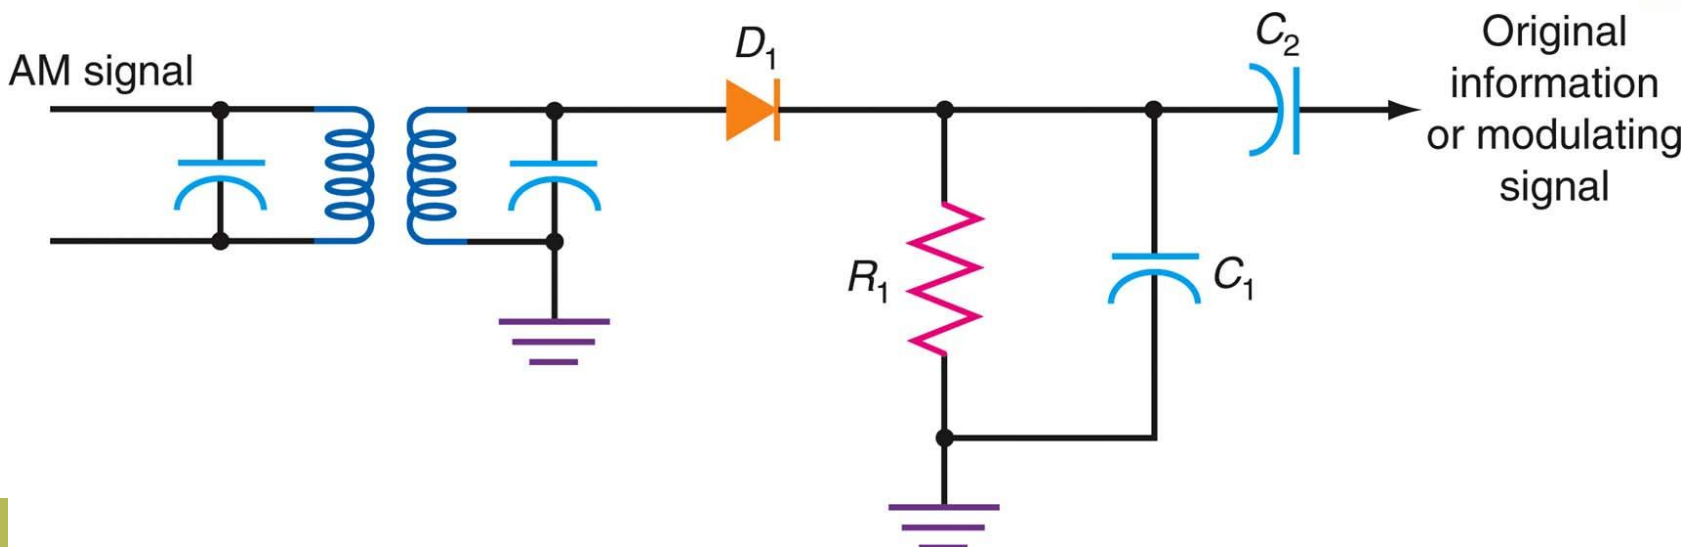 AM signal
D₁
C₂
Original
information
or modulating
signal
R₁
C₁